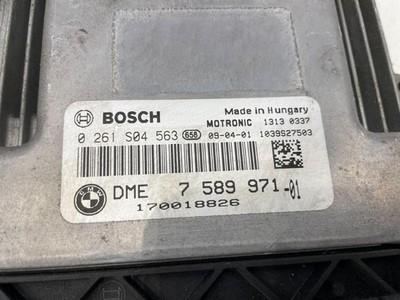 BOSCH Made in Hungary
MOTRONIC 1313 0337
0 261 S04 563 658 09-04-01 1039S27503
BMW DME 7 589 971-01
170018826